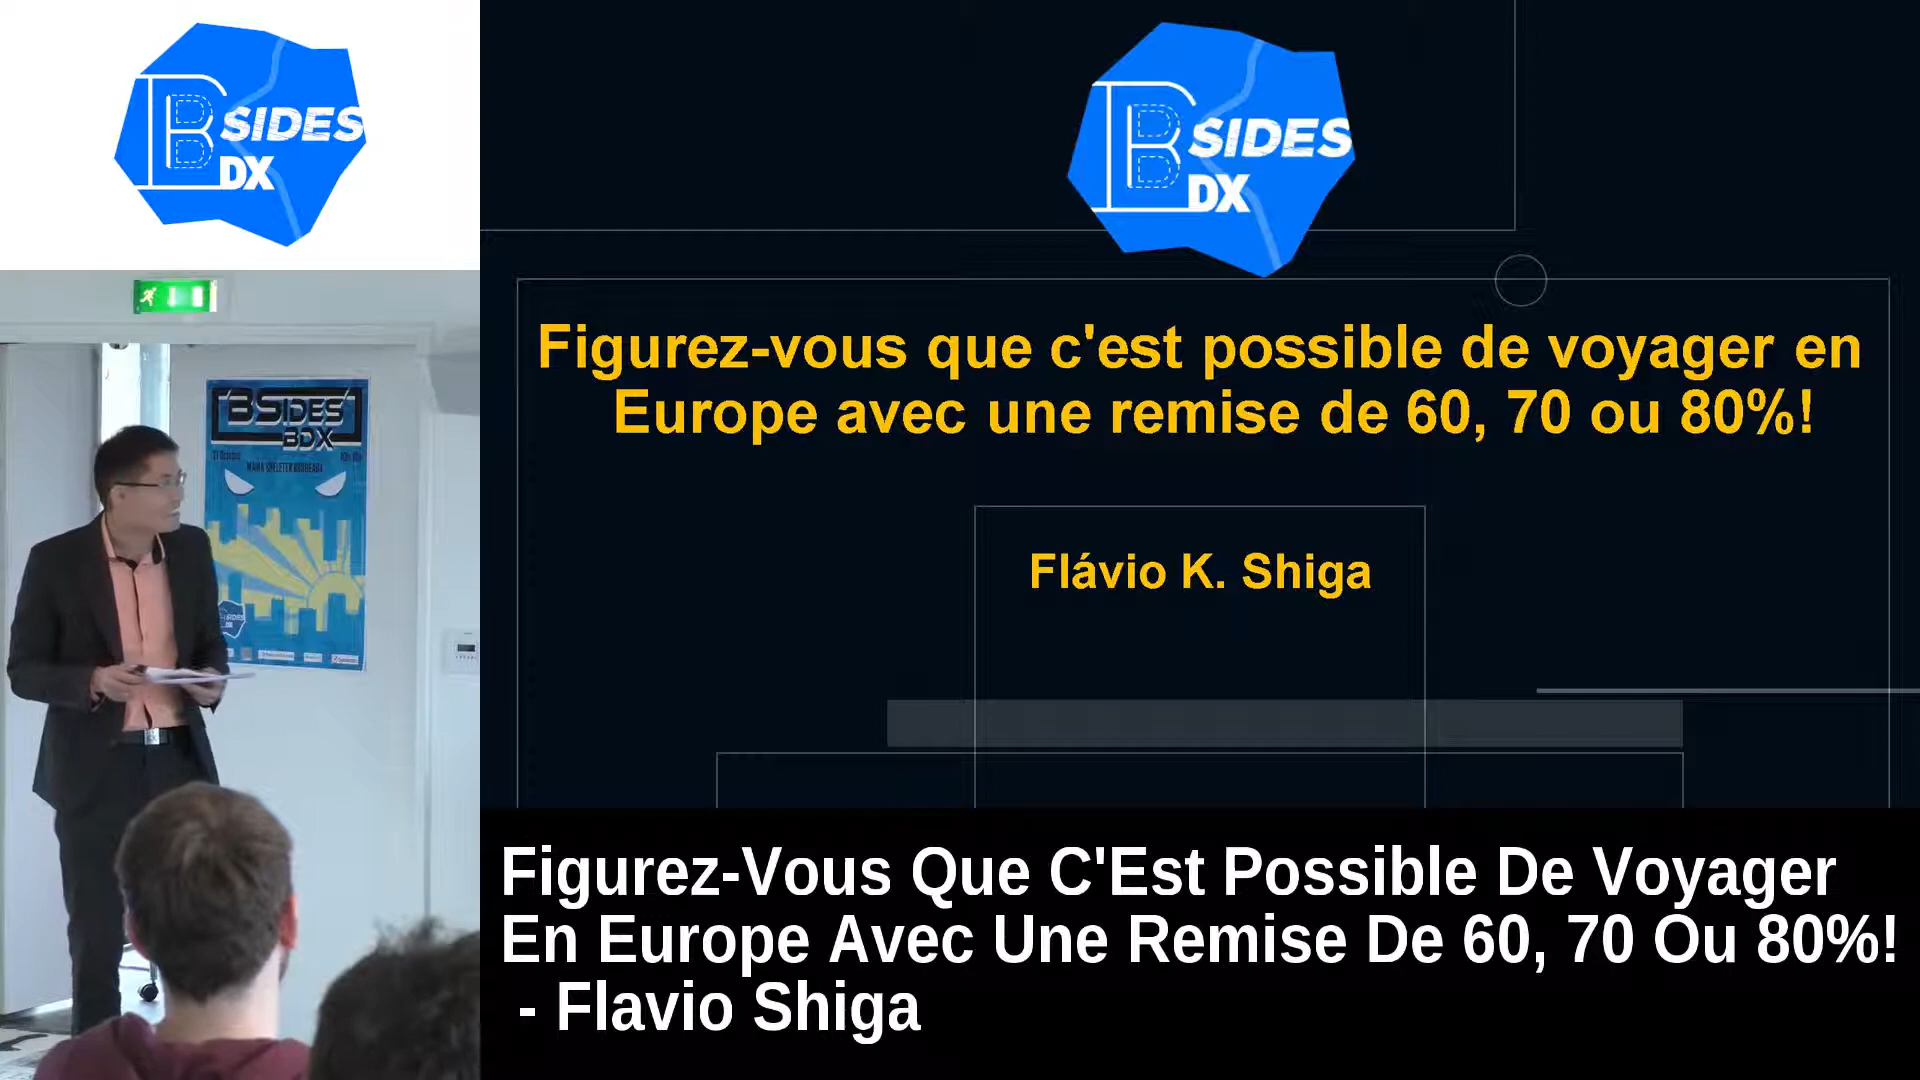 BSIDES
DX
BSIDES
DX
Figurez-vous que c'est possible de voyager en
Europe avec une remise de 60, 70 ou 80%!
Flávio K. Shiga
BSIDES
BDX
SIDES
Figurez-Vous Que C'Est Possible De Voyager
En Europe Avec Une Remise De 60, 70 Ou 80%!
- Flavio Shiga